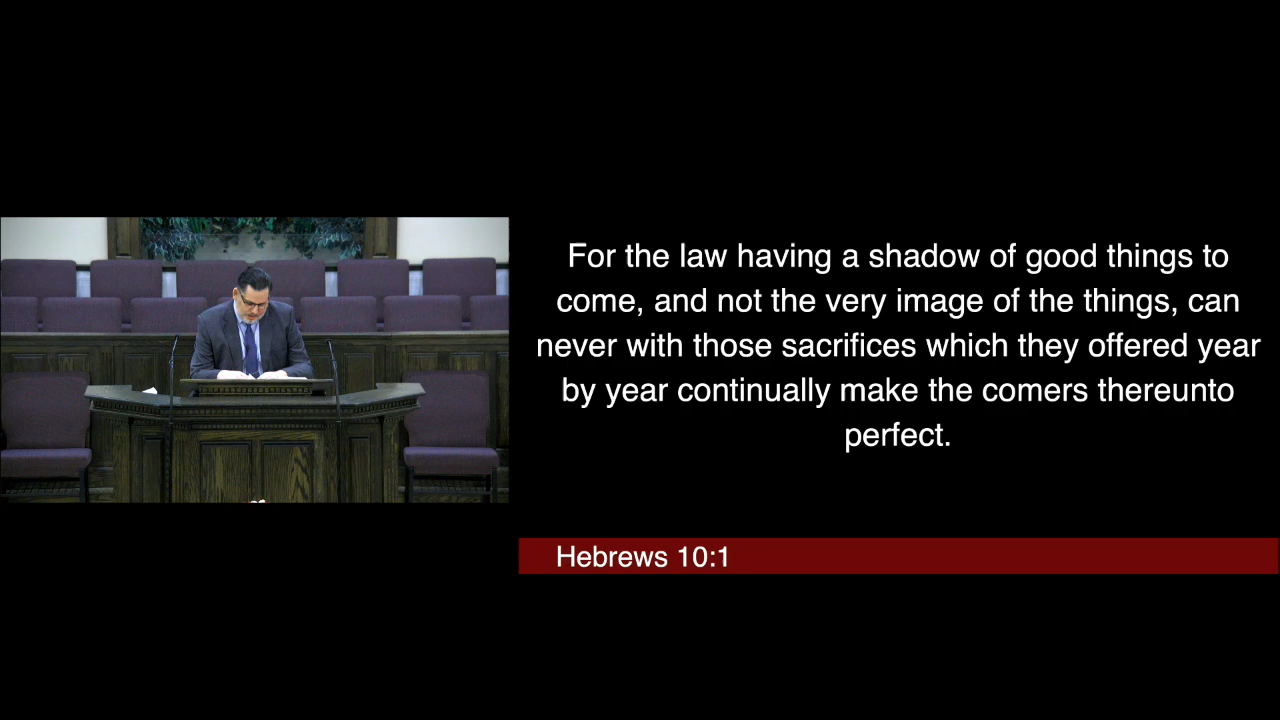 For the law having a shadow of good things to
come, and not the very image of the things, can
never with those sacrifices which they offered year
by year continually make the comers thereunto
perfect.
Hebrews 10:1